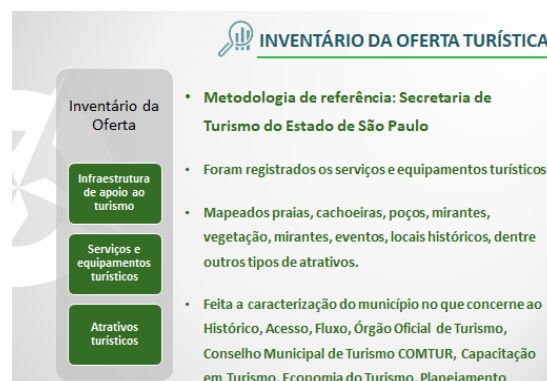 INVENTÁRIO DA OFERTA TURÍSTICA
Inventário da
Oferta
Infraestrutura
de apoio ao
turismo
Serviços e
equipamentos
turísticos
Atrativos
turísticos
• Metodologia de referência: Secretaria de
Turismo do Estado de São Paulo
• Foram registrados os serviços e equipamentos turísticos
• Mapeados praias, cachoeiras, poços, mirantes,
vegetação, mirantes, eventos, locais históricos, dentre
outros tipos de atrativos.
• Feita a caracterização do município no que concerne ao
Histórico, Acesso, Fluxo, Órgão Oficial de Turismo,
Conselho Municipal de Turismo COMTUR, Capacitação
em Turismo, Economia do Turismo, Planejamento